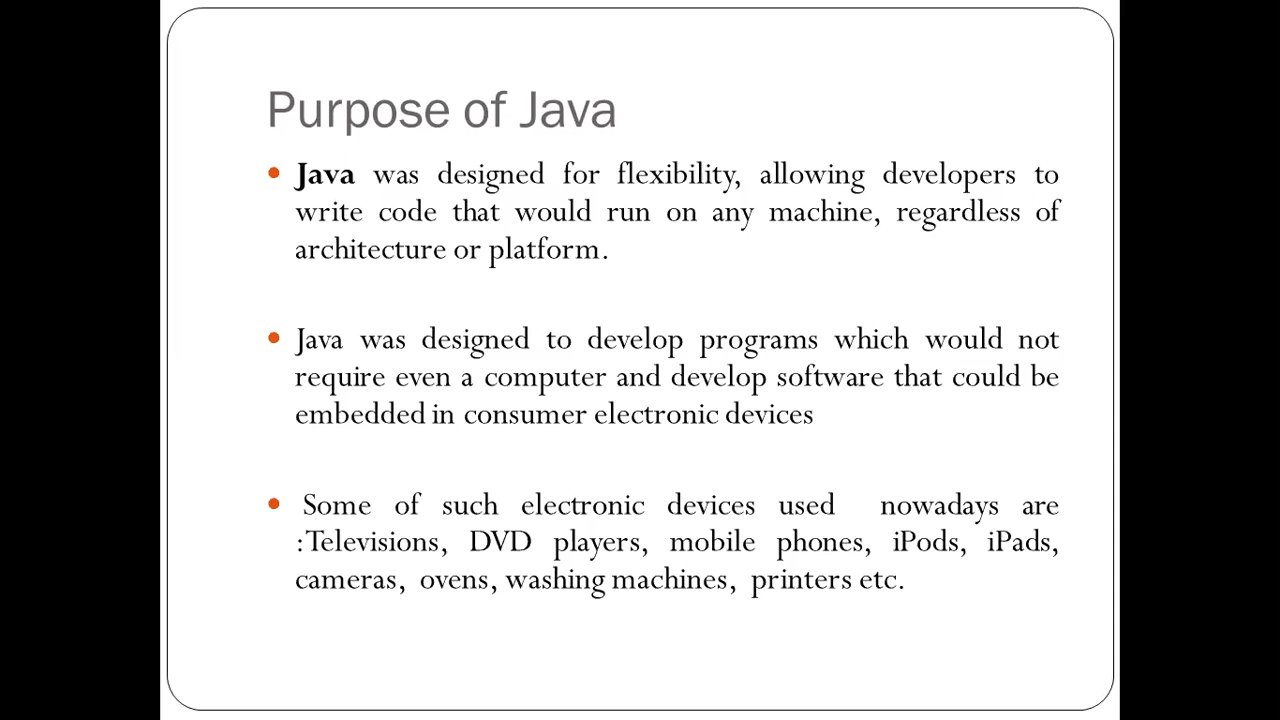 Purpose of Java
• Java was designed for flexibility, allowing developers to
write code that would run on any machine, regardless of
architecture or platform.
• Java was designed to develop programs which would not
require even a computer and develop software that could be
embedded in consumer electronic devices
• Some of such electronic devices used nowadays are
:Televisions, DVD players, mobile phones, iPods, iPads,
cameras, ovens, washing machines, printers etc.